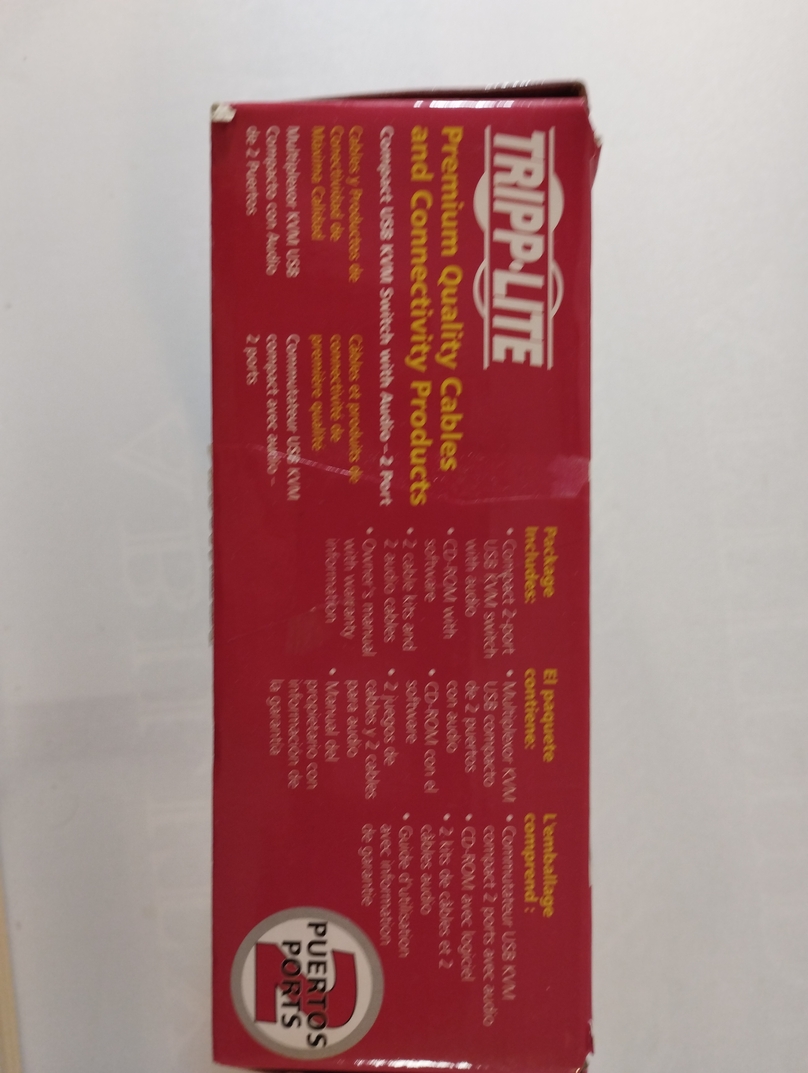 TRIPP·LITE
Premium Quality Cables
and Connectivity Products
Compact USB KVM Switch with Audio – 2 Port
Cables y Productos de
Conectividad de
Máxima Calidad
Multiplexor KVM USB
Compacto con Audio
de 2 Puertos
Câbles et produits de
connectivité de
première qualité
Commutateur USB KVM
compact avec audio –
2 ports
Package
Includes:
• Compact 2-port
USB KVM switch
with audio
• CD-ROM with
software
• 2 cable kits and
2 audio cables
• Owner's manual
with warranty
information
El paquete
contiene:
• Multiplexor KVM
USB compacto
de 2 puertos
con audio
• CD-ROM con el
software
• 2 juegos de
cables y 2 cables
para audio
• Manual del
propietario con
información de
la garantía
L'emballage
comprend :
• Commutateur USB KVM
compact 2 ports avec audio
• CD-ROM avec logiciel
• 2 kits de câbles et 2
câbles audio
• Guide d'utilisation
avec information
de garantie
2
PUERTOS
PORTS